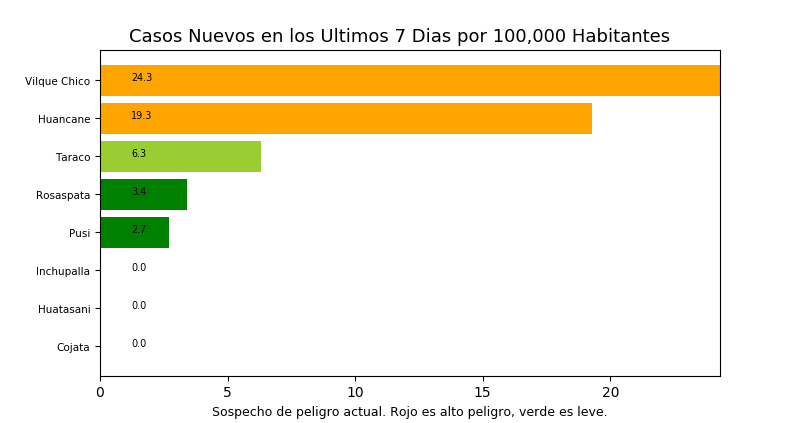 Casos Nuevos en los Ultimos 7 Dias por 100,000 Habitantes
Vilque Chico 24.3
Huancane 19.3
Taraco 6.3
Rosaspata 3.4
Pusi 2.7
Inchupalla 0.0
Huatasani 0.0
Cojata 0.0
0 5 10 15 20
Sospecho de peligro actual. Rojo es alto peligro, verde es leve.